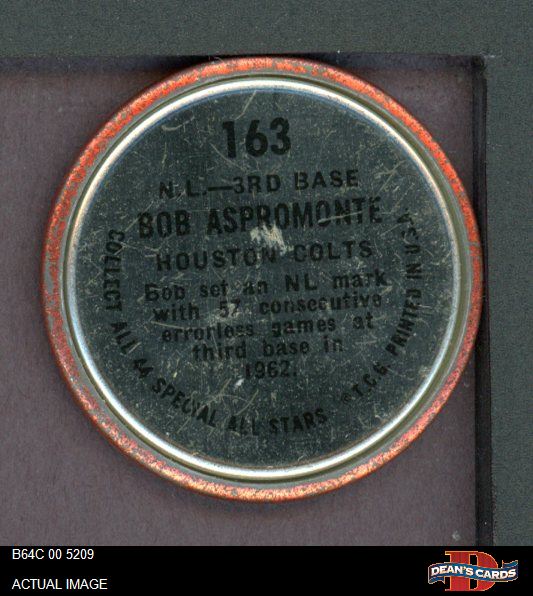 163
N.L.—3RD BASE
BOB ASPROMONTE
HOUSTON COLTS
Bob set an NL mark
with 57 consecutive
errorless games at
third base in
1962.
COLLECT ALL 44 SPECIAL ALL STARS
©T.C.G. PRINTED IN U.S.A.
B64C 00 5209
ACTUAL IMAGE
D
DEAN'S CARDS